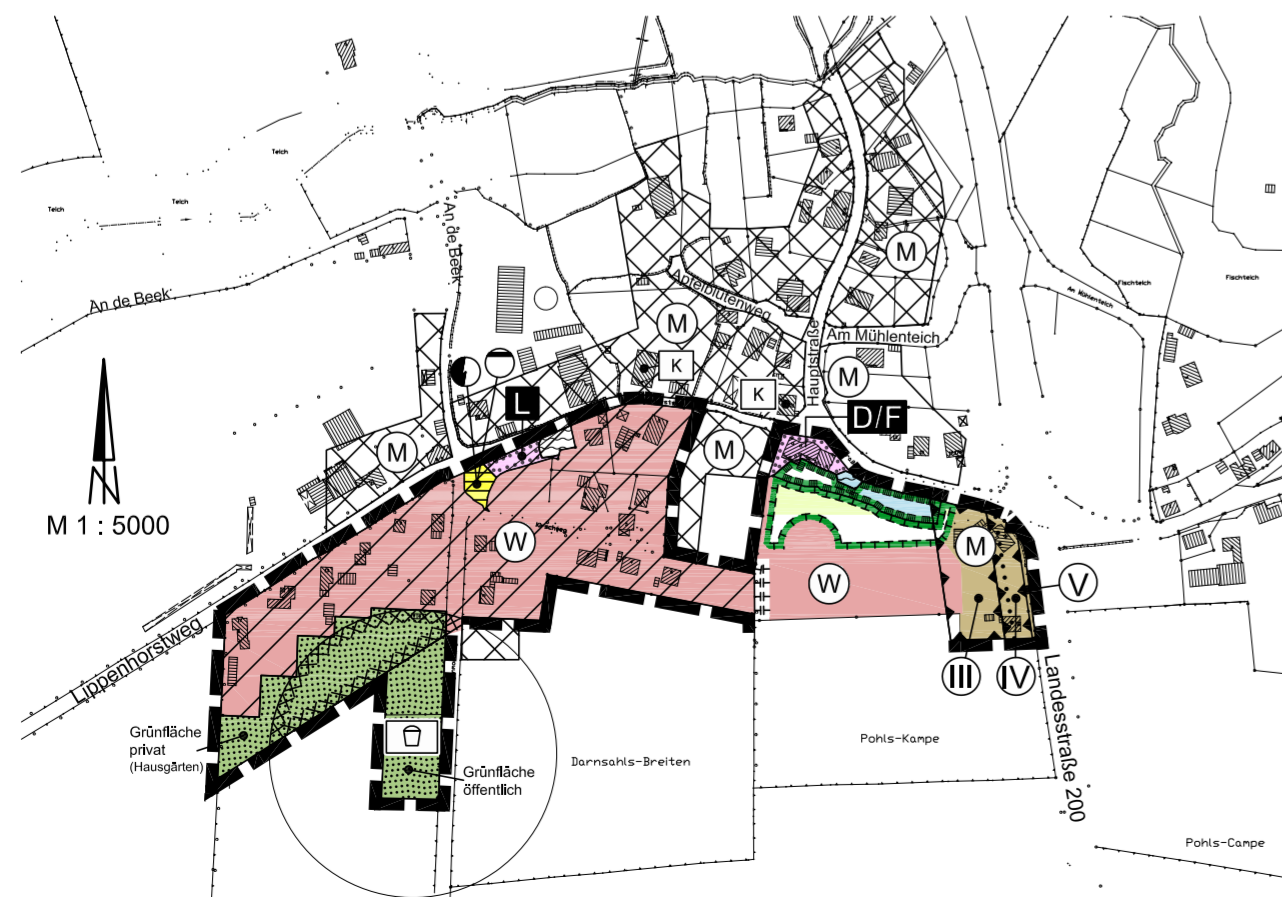 Teich
Teich
Teich
An de Beek
An de Beek
Apfelblütenweg
Hauptstraße
Am Mühlenteich
An Mühlenteich
Fischteich
Fischteich
M
M
M
M
M
M
M
K
K
L
D/F
N
M 1 : 5000
W
W
Lippenhorstweg
III
IV
V
Landesstraße 200
Grünfläche
privat
(Hausgärten)
Grünfläche
öffentlich
Darnsahls-Breiten
Pohls-Kampe
Pohls-Campe